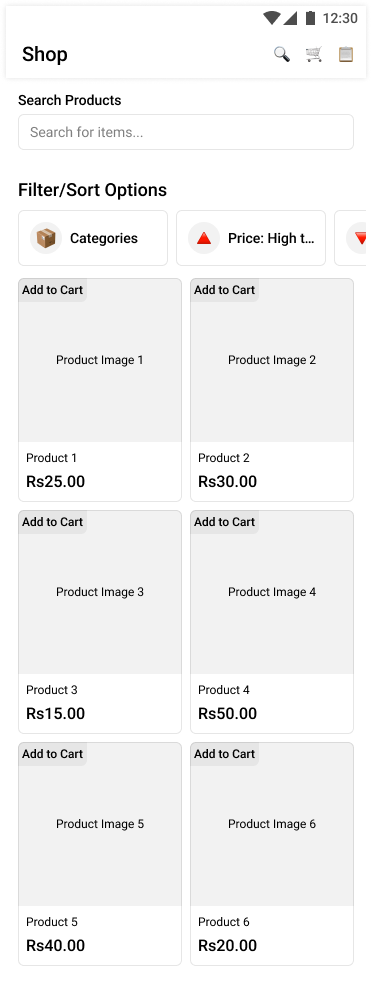 12:30
Shop
Search Products
Search for items...
Filter/Sort Options
Categories
Price: High t...
Add to Cart
Product Image 1
Product 1
Rs25.00
Add to Cart
Product Image 2
Product 2
Rs30.00
Add to Cart
Product Image 3
Product 3
Rs15.00
Add to Cart
Product Image 4
Product 4
Rs50.00
Add to Cart
Product Image 5
Product 5
Rs40.00
Add to Cart
Product Image 6
Product 6
Rs20.00